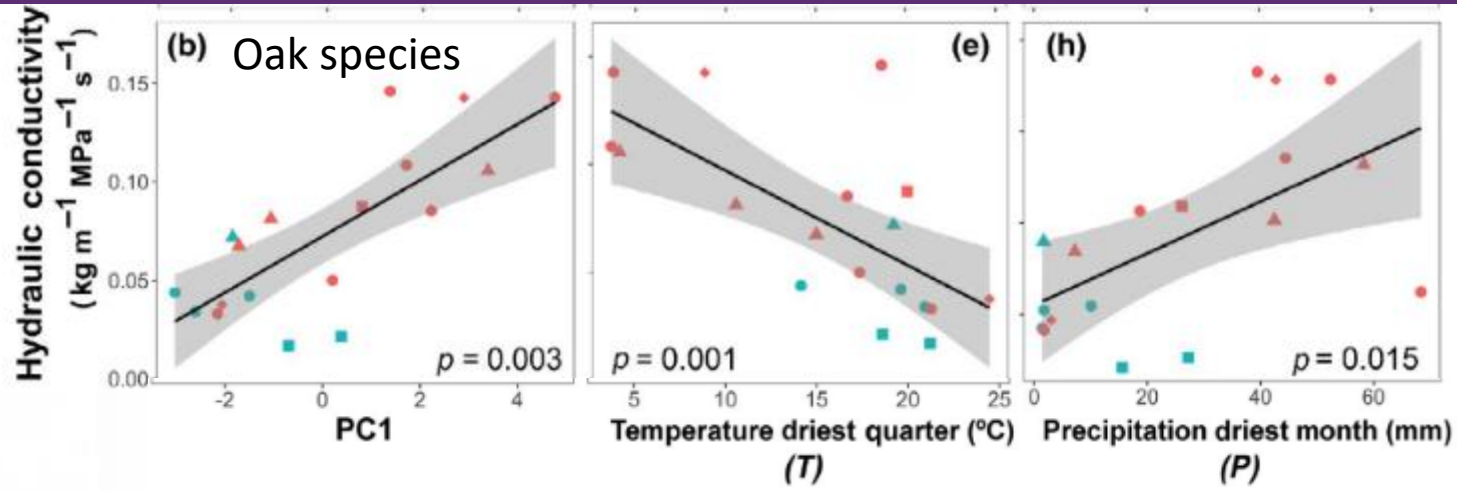 Hydraulic conductivity
(kg m−1 MPa−1 s−1)
(b) Oak species
0.15
0.10
0.05
0.00
p = 0.003
-2 0 2 4
PC1
(e)
p = 0.001
5 10 15 20 25
Temperature driest quarter (ºC)
(T)
(h)
p = 0.015
0 20 40 60
Precipitation driest month (mm)
(P)